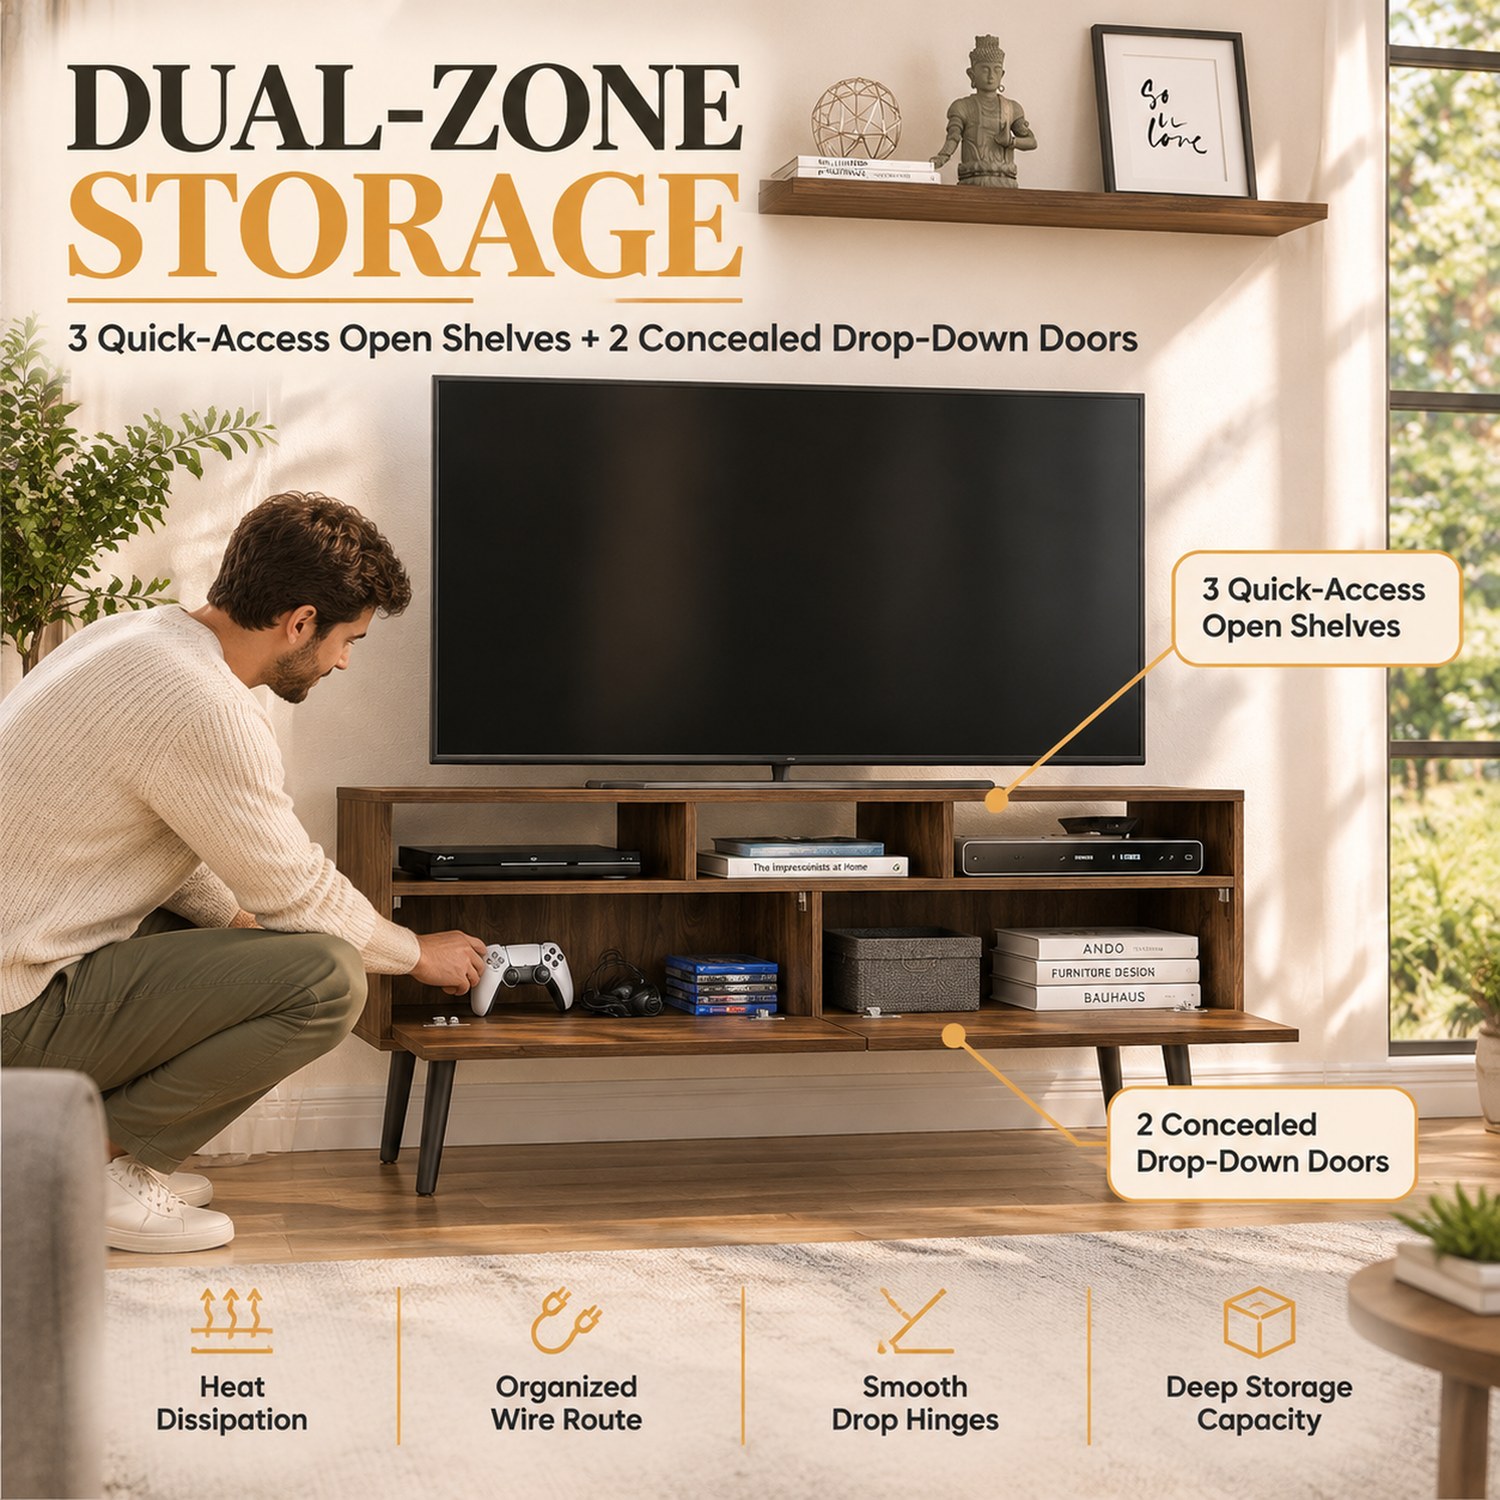 DUAL-ZONE
STORAGE
3 Quick-Access Open Shelves + 2 Concealed Drop-Down Doors
So
Love
3 Quick-Access
Open Shelves
The Impressionists at Home
ANDO
FURNITURE DESIGN
BAUHAUS
2 Concealed
Drop-Down Doors
Heat
Dissipation
Organized
Wire Route
Smooth
Drop Hinges
Deep Storage
Capacity